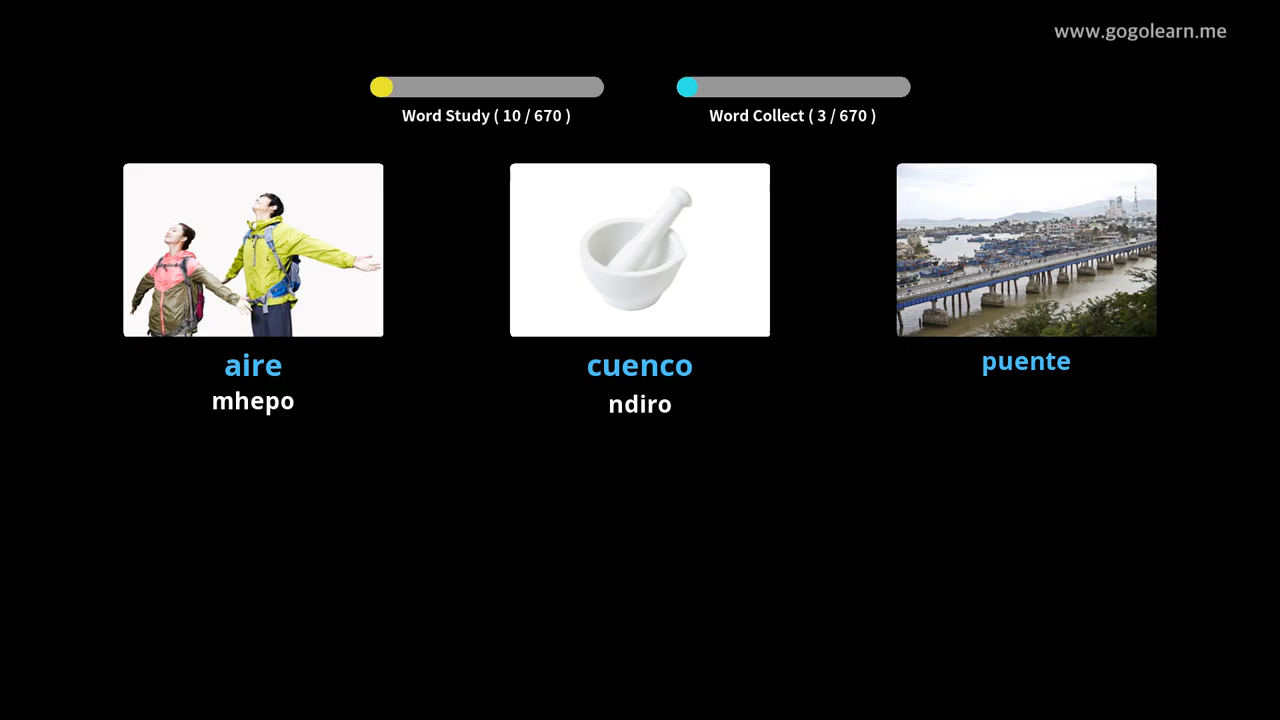 www.gogolearn.me
Word Study ( 10 / 670 )
Word Collect ( 3 / 670 )
aire
mhepo
cuenco
ndiro
puente